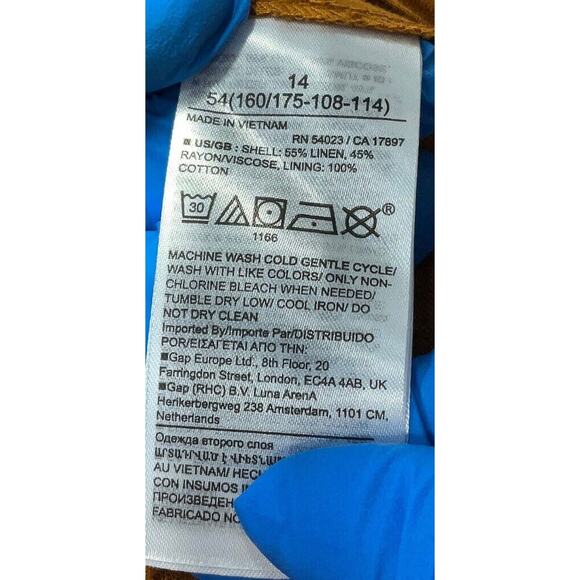 14
54(160/175-108-114)
MADE IN VIETNAM
RN 54023 / CA 17897
■ US/GB : SHELL: 55% LINEN, 45%
RAYON/VISCOSE, LINING: 100%
COTTON
30
®
1166
MACHINE WASH COLD GENTLE CYCLE/
WASH WITH LIKE COLORS/ ONLY NON-
CHLORINE BLEACH WHEN NEEDED/
TUMBLE DRY LOW/ COOL IRON/ DO
NOT DRY CLEAN
Imported By/Importe Par/DISTRIBUIDO
POR/ΕΙΣΑΓΕΤΑΙ ΑΠΟ ΤΗΝ:
■Gap Europe Ltd., 8th Floor, 20
Farringdon Street, London, EC4A 4AB, UK
■Gap (RHC) B.V. Luna ArenA
Herikerbergweg 238 Amsterdam, 1101 CM,
Netherlands
Одежда второго слоя
ԱՐՏԱԴՐՎԱԾ Է ՎԻԵՏՆԱ
AU VIETNAM/ HECH
CON INSUMOS I
ПРОИЗВЕДЕН
FABRICADO NO